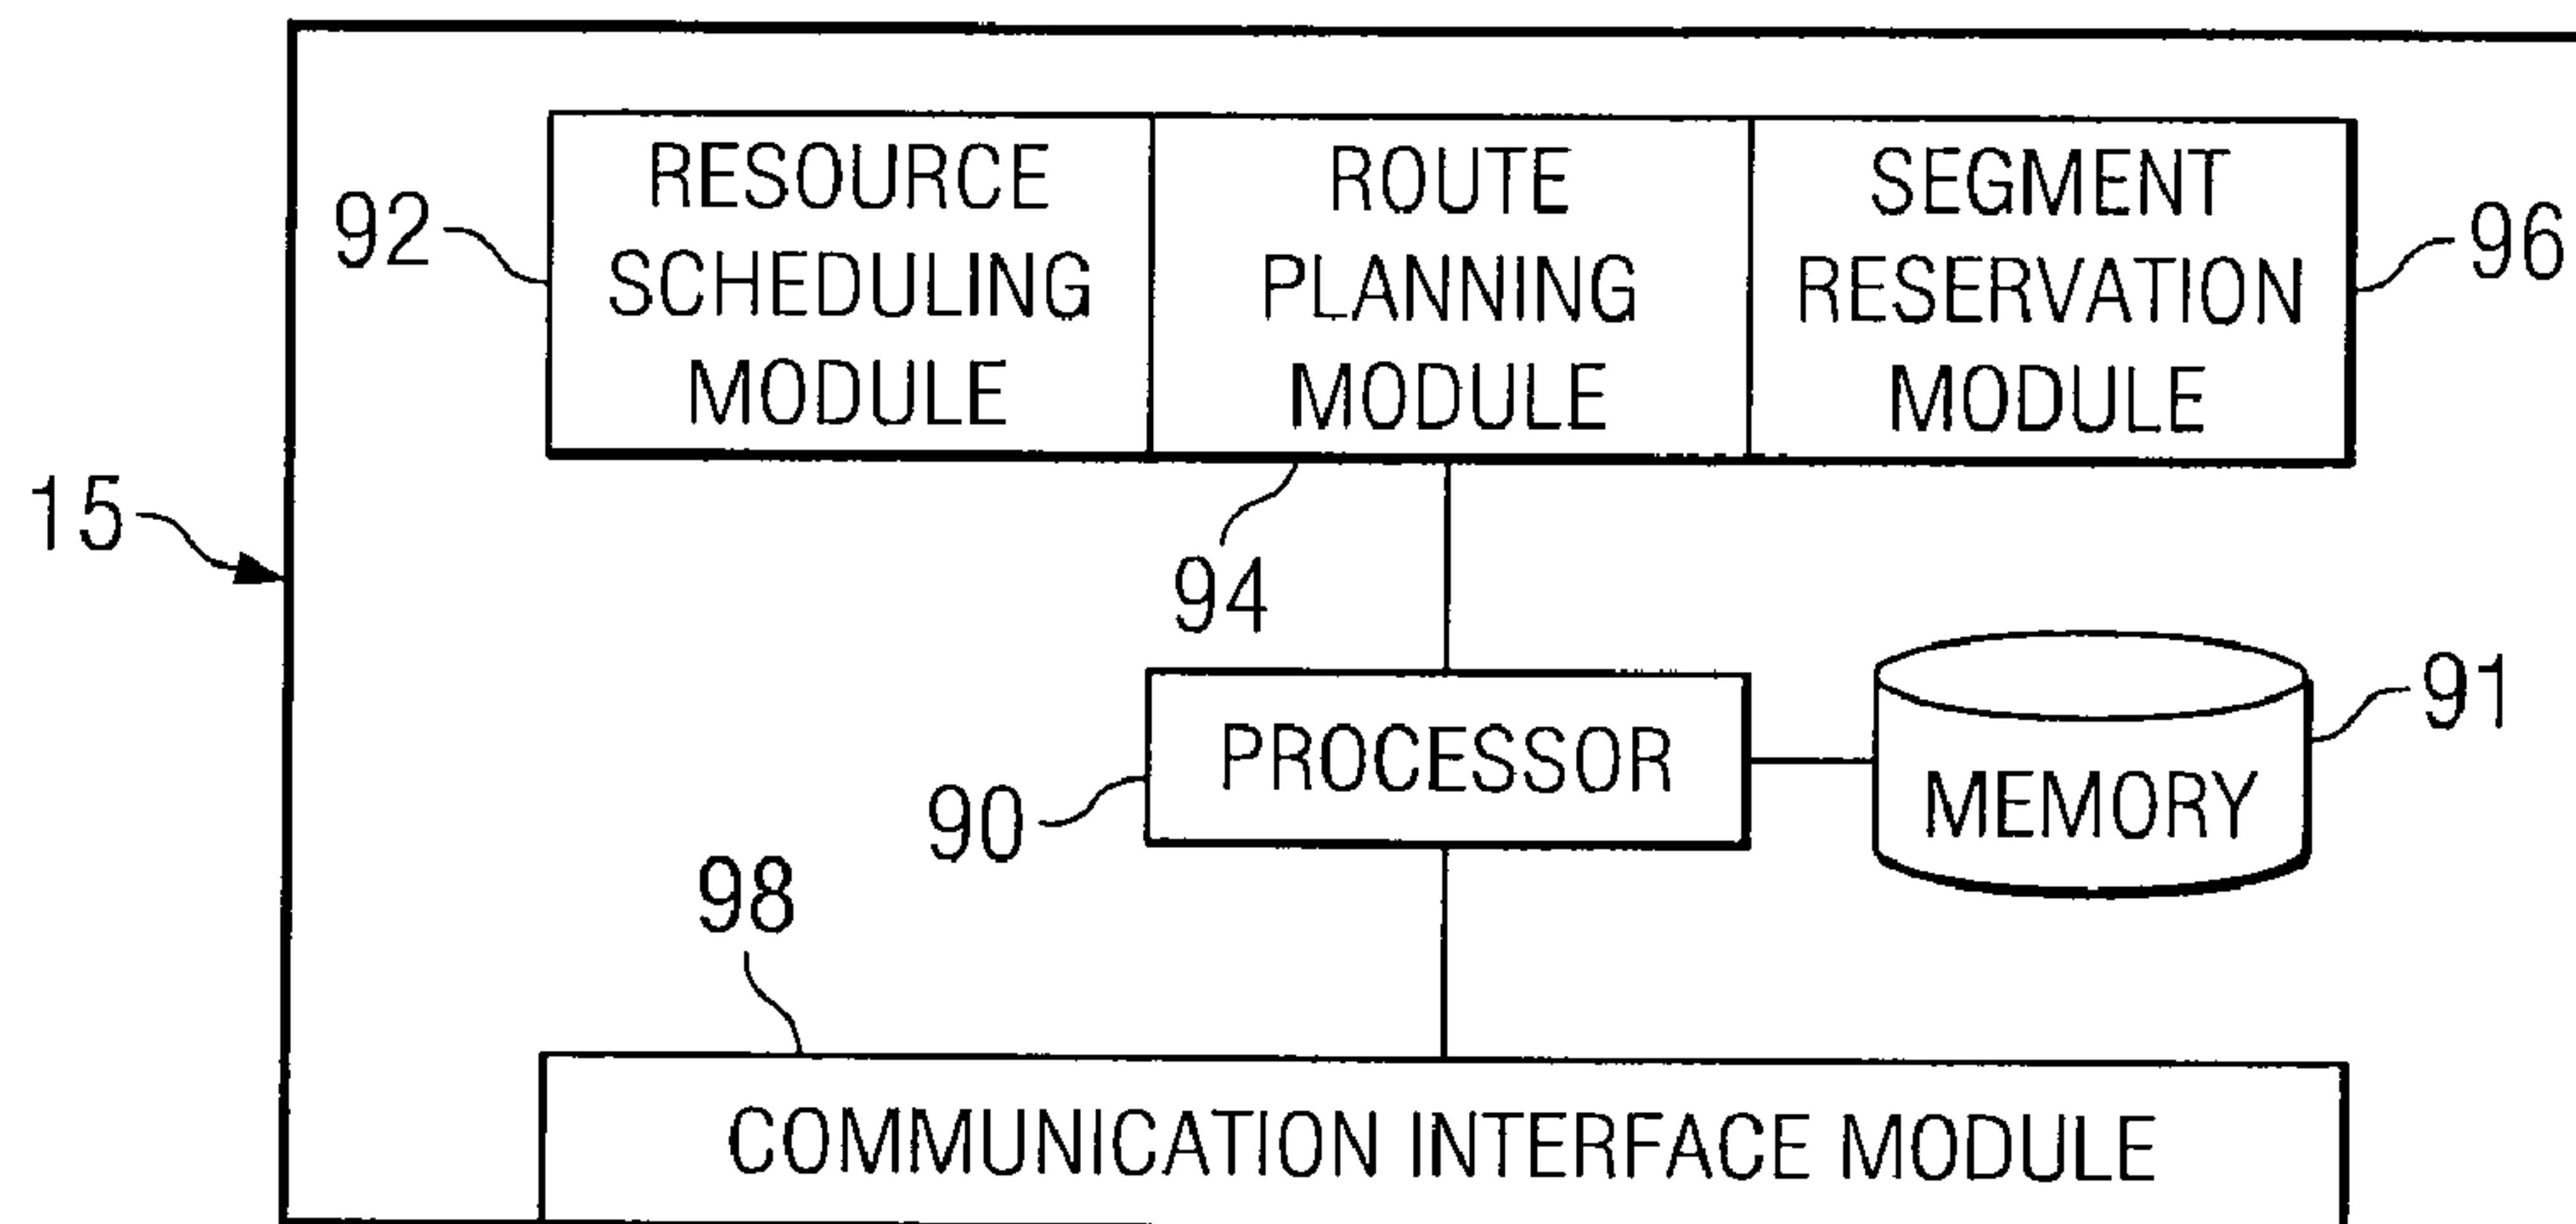 RESOURCE
SCHEDULING
MODULE
ROUTE
PLANNING
MODULE
SEGMENT
RESERVATION
MODULE
92
96
15
94
PROCESSOR
MEMORY
91
90
98
COMMUNICATION INTERFACE MODULE